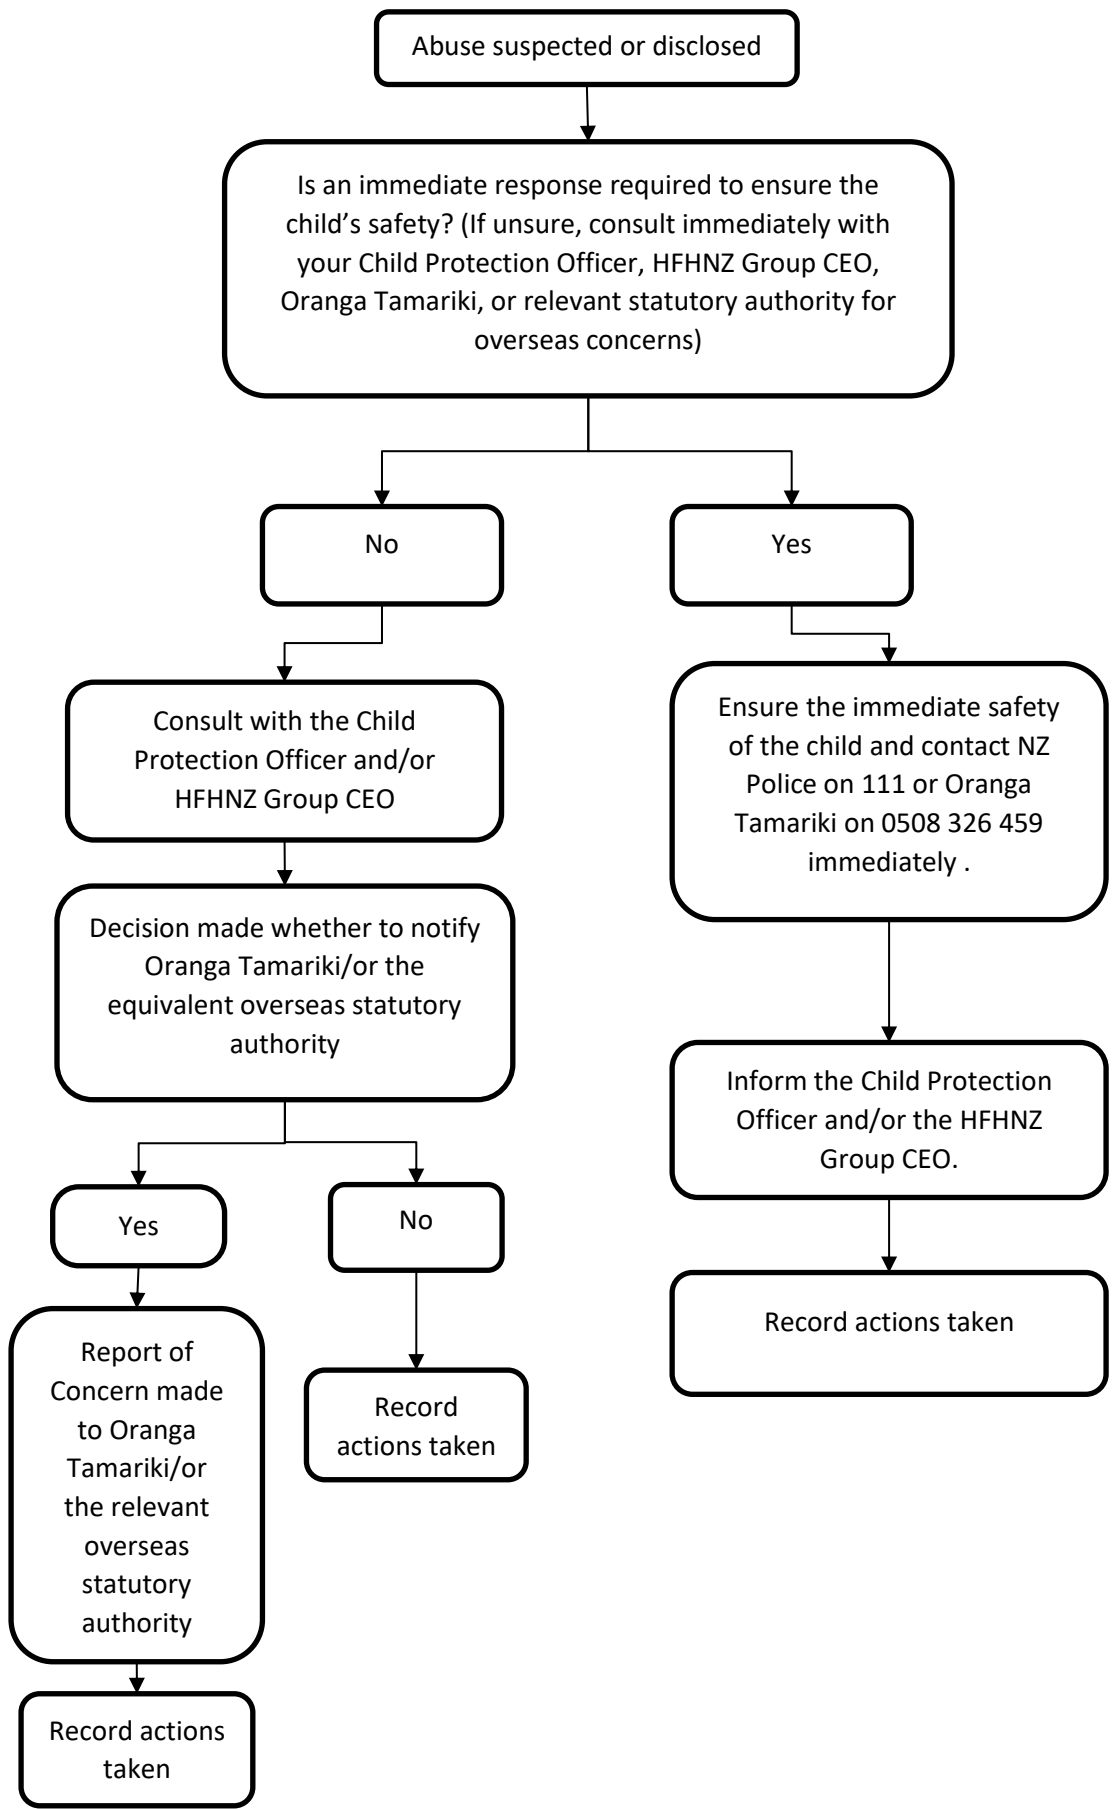 Abuse suspected or disclosed
Is an immediate response required to ensure the
child’s safety? (If unsure, consult immediately with
your Child Protection Officer, HFHNZ Group CEO,
Oranga Tamariki, or relevant statutory authority for
overseas concerns)
No
Yes
Consult with the Child
Protection Officer and/or
HFHNZ Group CEO
Ensure the immediate safety
of the child and contact NZ
Police on 111 or Oranga
Tamariki on 0508 326 459
immediately .
Decision made whether to notify
Oranga Tamariki/or the
equivalent overseas statutory
authority
Inform the Child Protection
Officer and/or the HFHNZ
Group CEO.
Yes
No
Record actions taken
Report of
Concern made
to Oranga
Tamariki/or
the relevant
overseas
statutory
authority
Record
actions taken
Record actions
taken